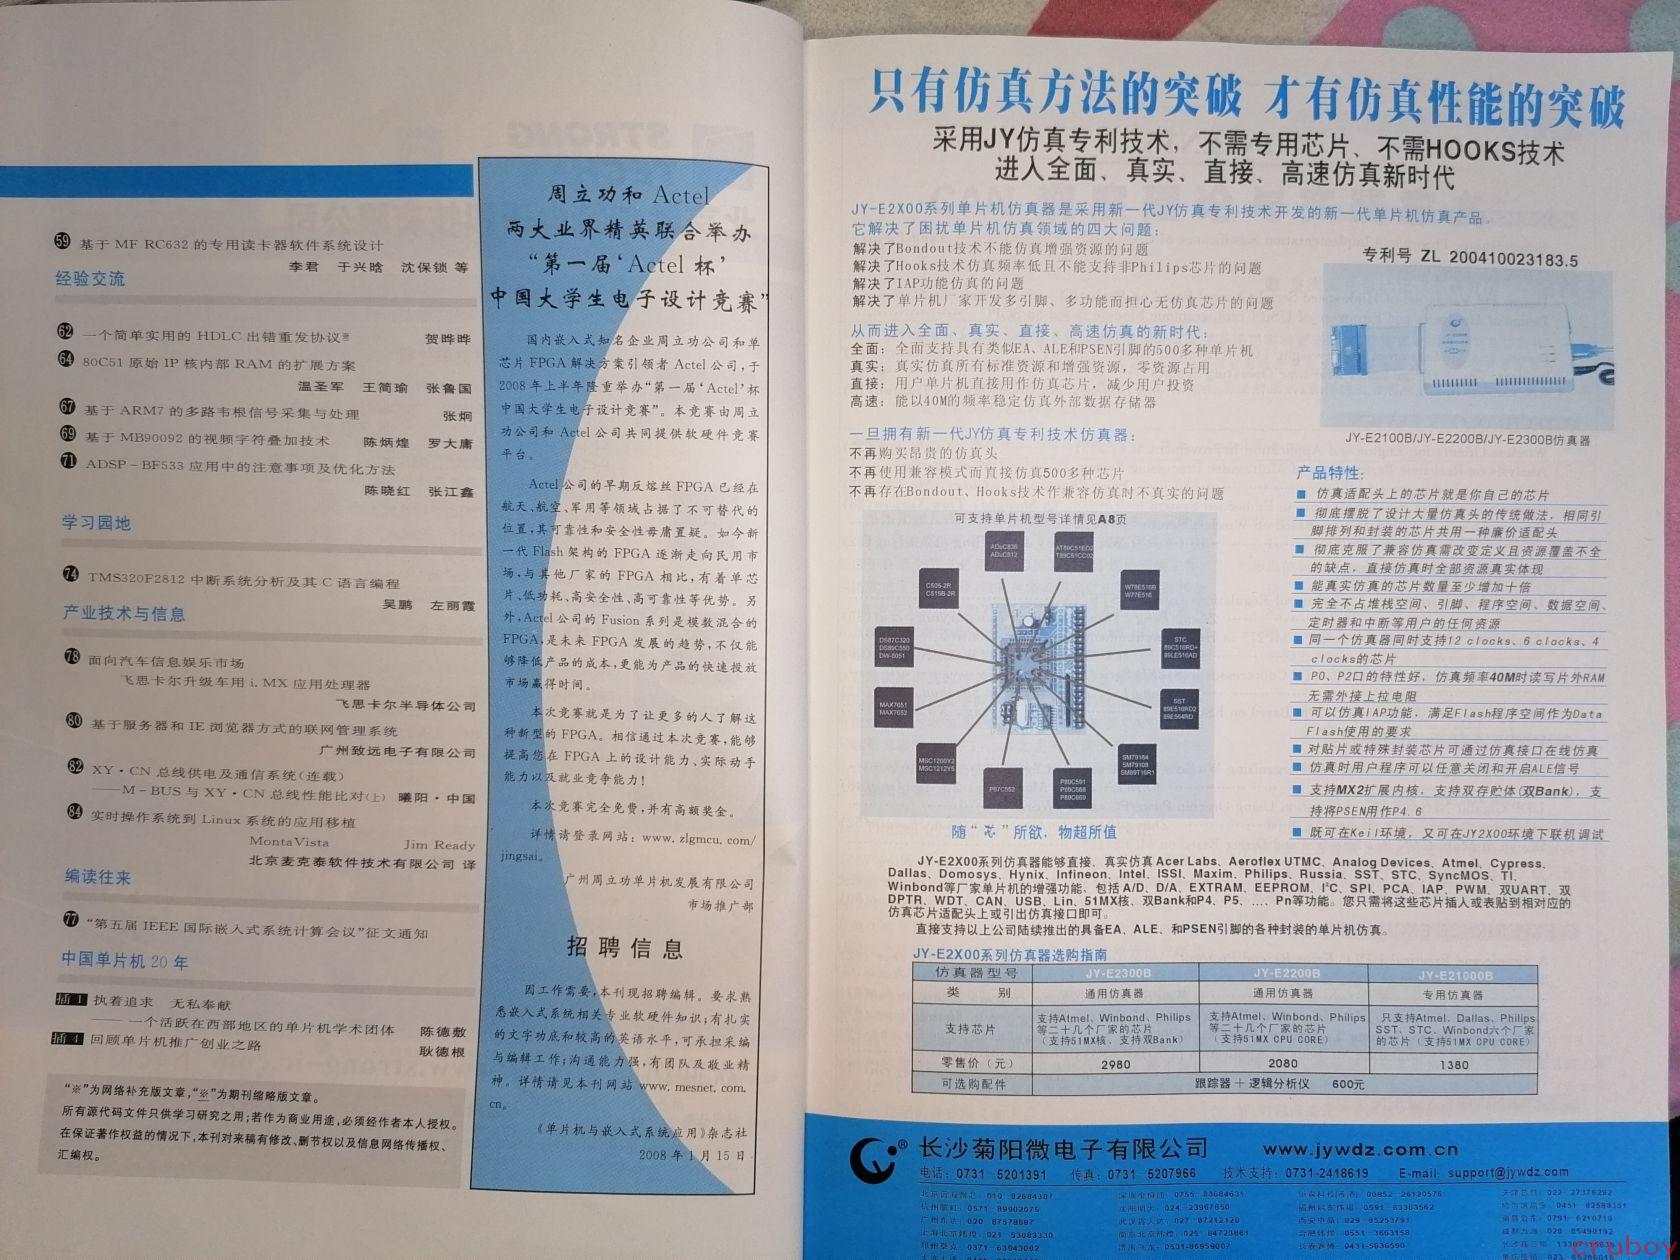 59 基于 MF RC632 的专用读卡器软件系统设计
李君 于兴晗 沈保锁 等
经验交流
62 一个简单实用的 HDLC 出错重发协议※
贺晔晔
64 80C51 原始 IP 核内部 RAM 的扩展方案
温圣军 王简瑜 张鲁国
67 基于 ARM7 的多路韦根信号采集与处理
张炯
69 基于 MB90092 的视频字符叠加技术
陈炳煌 罗大庸
71 ADSP-BF533 应用中的注意事项及优化方法
陈晓红 张江鑫
学习园地
74 TMS320F2812 中断系统分析及其 C 语言编程
吴鹏 左丽霞
产业技术与信息
78 面向汽车信息娱乐市场
飞思卡尔升级车用 i. MX 应用处理器
飞思卡尔半导体公司
80 基于服务器和 IE 浏览器方式的联网管理系统
广州致远电子有限公司
82 XY·CN 总线供电及通信系统(连载)
——M-BUS 与 XY·CN 总线性能比对(上) 曦阳·中国
84 实时操作系统到 Linux 系统的应用移植
MontaVista Jim Ready
北京麦克泰软件技术有限公司 译
编读往来
77 “第五届 IEEE 国际嵌入式系统计算会议”征文通知
中国单片机 20 年
插1 执着追求 无私奉献
—— 一个活跃在西部地区的单片机学术团体 陈德敷
插4 回顾单片机推广创业之路
耿德根
“※”为网络补充版文章,“※”为期刊缩略版文章。
所有源代码文件只供学习研究之用;若作为商业用途,必须经作者本人授权。
在保证著作权益的情况下,本刊对来稿有修改、删节权以及信息网络传播权、
汇编权。
周立功和 Actel
两大业界精英联合举办
“第一届‘Actel 杯’
中国大学生电子设计竞赛”
国内嵌入式知名企业周立功公司和单
芯片 FPGA 解决方案引领者 Actel 公司,于
2008 年上半年隆重举办“第一届‘Actel’杯
中国大学生电子设计竞赛”。本竞赛由周立
功公司和 Actel 公司共同提供软硬件竞赛
平台。
Actel 公司的早期反熔丝 FPGA 已经在
航天、航空、军用等领域占据了不可替代的
位置,其可靠性和安全性毋庸置疑。如今新
一代 Flash 架构的 FPGA 逐渐走向民用市
场,与其他厂家的 FPGA 相比,有着单芯
片、低功耗、高安全性、高可靠性等优势。另
外,Actel 公司的 Fusion 系列是模数混合的
FPGA,是未来 FPGA 发展的趋势,不仅能
够降低产品的成本,更能为产品的快速投放
市场赢得时间。
本次竞赛就是为了让更多的人了解这
种新型的 FPGA。相信通过本次竞赛,能够
提高您在 FPGA 上的设计能力、实际动手
能力以及就业竞争能力!
本次竞赛完全免费,并有高额奖金。
详情请登录网站：www. zlgmcu. com/
jingsai。
广州周立功单片机发展有限公司
市场推广部
招聘信息
因工作需要,本刊现招聘编辑。要求熟
悉嵌入式系统相关专业软硬件知识;有扎实
的文字功底和较高的英语水平,可承担采编
与编辑工作;沟通能力强,有团队及敬业精
神。详情请见本刊网站 www. mesnet. com.
cn。
《单片机与嵌入式系统应用》杂志社
2008 年 1 月 15 日
只有仿真方法的突破 才有仿真性能的突破
采用JY仿真专利技术，不需专用芯片、不需HOOKS技术
进入全面、真实、直接、高速仿真新时代
JY-E2X00系列单片机仿真器是采用新一代JY仿真专利技术开发的新一代单片机仿真产品。
它解决了困扰单片机仿真领域的四大问题：
解决了Bondout技术不能仿真增强资源的问题
解决了Hooks技术仿真频率低且不能支持非Philips芯片的问题
解决了IAP功能仿真的问题
解决了单片机厂家开发多引脚、多功能而担心无仿真芯片的问题
专利号 ZL 200410023183.5
从而进入全面、真实、直接、高速仿真的新时代：
全面：全面支持具有类似EA、ALE和PSEN引脚的500多种单片机
真实：真实仿真所有标准资源和增强资源，零资源占用
直接：用户单片机直接用作仿真芯片，减少用户投资
高速：能以40M的频率稳定仿真外部数据存储器
JY-E2100B/JY-E2200B/JY-E2300B仿真器
一旦拥有新一代JY仿真专利技术仿真器：
不再购买昂贵的仿真头
不再使用兼容模式而直接仿真500多种芯片
不再存在Bondout、Hooks技术作兼容仿真时不真实的问题
可支持单片机型号详情见A8页
ADuC836
ADuC812
AT89C51ED2
T89C51CC02
C505-2R
C515B-2R
W78E516B
W77E516
DS87C320
DS89C550
DW-8051
STC
89C516RD+
89LE516AD
MAX7651
MAX7652
SST
89E516RD2
89E564RD
MSC1200Y2
MSC1212Y5
SM79164
SM79108
SM89T16R1
P87C552
P89C591
P89C668
P89C669
随“芯”所欲，物超所值
产品特性：
■ 仿真适配头上的芯片就是你自己的芯片
■ 彻底摆脱了设计大量仿真头的传统做法，相同引
脚排列和封装的芯片共用一种廉价适配头
■ 彻底克服了兼容仿真需改变定义且资源覆盖不全
的缺点，直接仿真时全部资源真实体现
■ 能真实仿真的芯片数量至少增加十倍
■ 完全不占堆栈空间、引脚、程序空间、数据空间、
定时器和中断等用户的任何资源
■ 同一个仿真器同时支持12 clocks、6 clocks、4
clocks的芯片
■ P0、P2口的特性好，仿真频率40M时读写片外RAM
无需外接上拉电阻
■ 可以仿真IAP功能，满足Flash程序空间作为Data
Flash使用的要求
■ 对贴片或特殊封装芯片可通过仿真接口在线仿真
■ 仿真时用户程序可以任意关闭和开启ALE信号
■ 支持MX2扩展内核，支持双存贮体(双Bank)，支
持将PSEN用作P4.6
■ 既可在Keil环境，又可在JY2X00环境下联机调试
JY-E2X00系列仿真器能够直接、真实仿真Acer Labs、Aeroflex UTMC、Analog Devices、Atmel、Cypress、
Dallas、Domosys、Hynix、Infineon、Intel、ISSI、Maxim、Philips、Russia、SST、STC、SyncMOS、TI、
Winbond等厂家单片机的增强功能，包括A/D、D/A、EXTRAM、EEPROM、I²C、SPI、PCA、IAP、PWM、双UART、双
DPTR、WDT、CAN、USB、Lin、51MX核、双Bank和P4、P5、...、Pn等功能。您只需将这些芯片插入或表贴到相对应的
仿真芯片适配头上或引出仿真接口即可。
直接支持以上公司陆续推出的具备EA、ALE、和PSEN引脚的各种封装的单片机仿真。
JY-E2X00系列仿真器选购指南
仿真器型号 JY-E2300B JY-E2200B JY-E21000B
类 别 通用仿真器 通用仿真器 专用仿真器
支持芯片
支持Atmel、Winbond、Philips
等二十几个厂家的芯片
（支持51MX核、支持双Bank）
支持Atmel、Winbond、Philips
等二十几个厂家的芯片
（支持51MX CPU CORE）
只支持Atmel、Dallas、Philips
SST、STC、Winbond六个厂家
的芯片（支持51MX CPU CORE）
零售价（元） 2980 2080 1380
可选购配件 跟踪器＋逻辑分析仪 600元
® 长沙菊阳微电子有限公司 www.jywdz.com.cn
电话：0731-5201391 传真：0731-5207966 技术支持：0731-2418619 E-mail：support@jywdz.com
cruboy